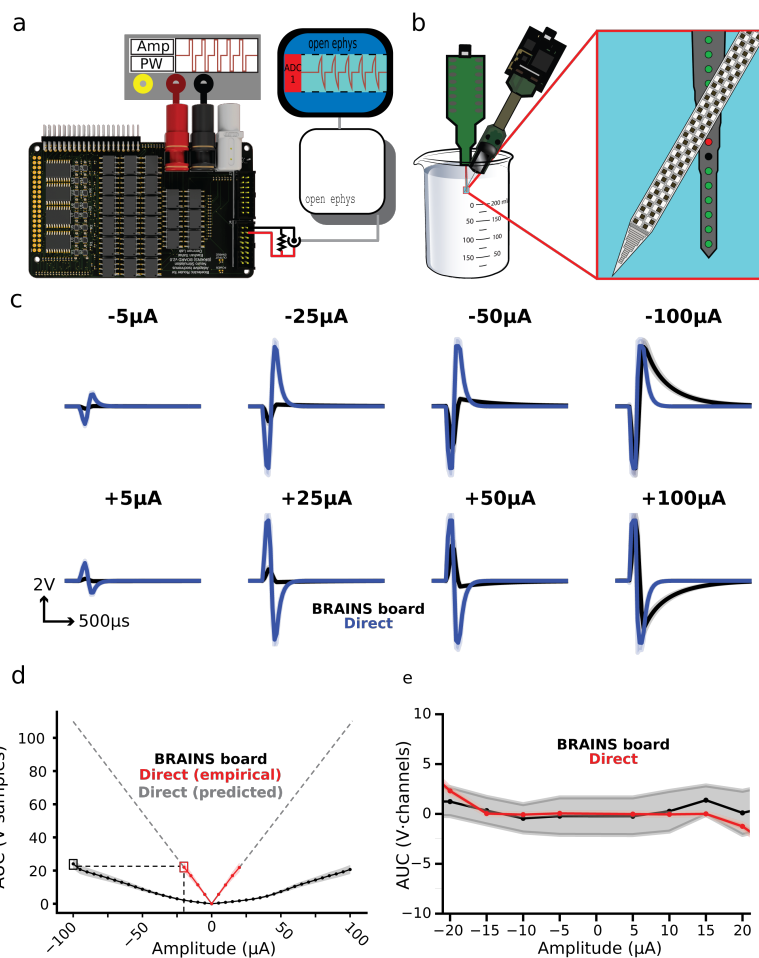 a
Amp
PW
open ephys
ADC
1
open ephys
b
0
200 ml
50
100
150
150
100
50
c
-5µA
-25µA
-50µA
-100µA
+5µA
+25µA
+50µA
+100µA
2V
500µs
BRAINS board
Direct
d
BRAINS board
Direct (empirical)
Direct (predicted)
100
80
60
40
20
0
−100
−50
0
50
100
Amplitude (µA)
e
BRAINS board
Direct
AUC (V·channels)
10
5
0
−5
−10
−20
−15
−10
−5
0
5
10
15
20
Amplitude (µA)